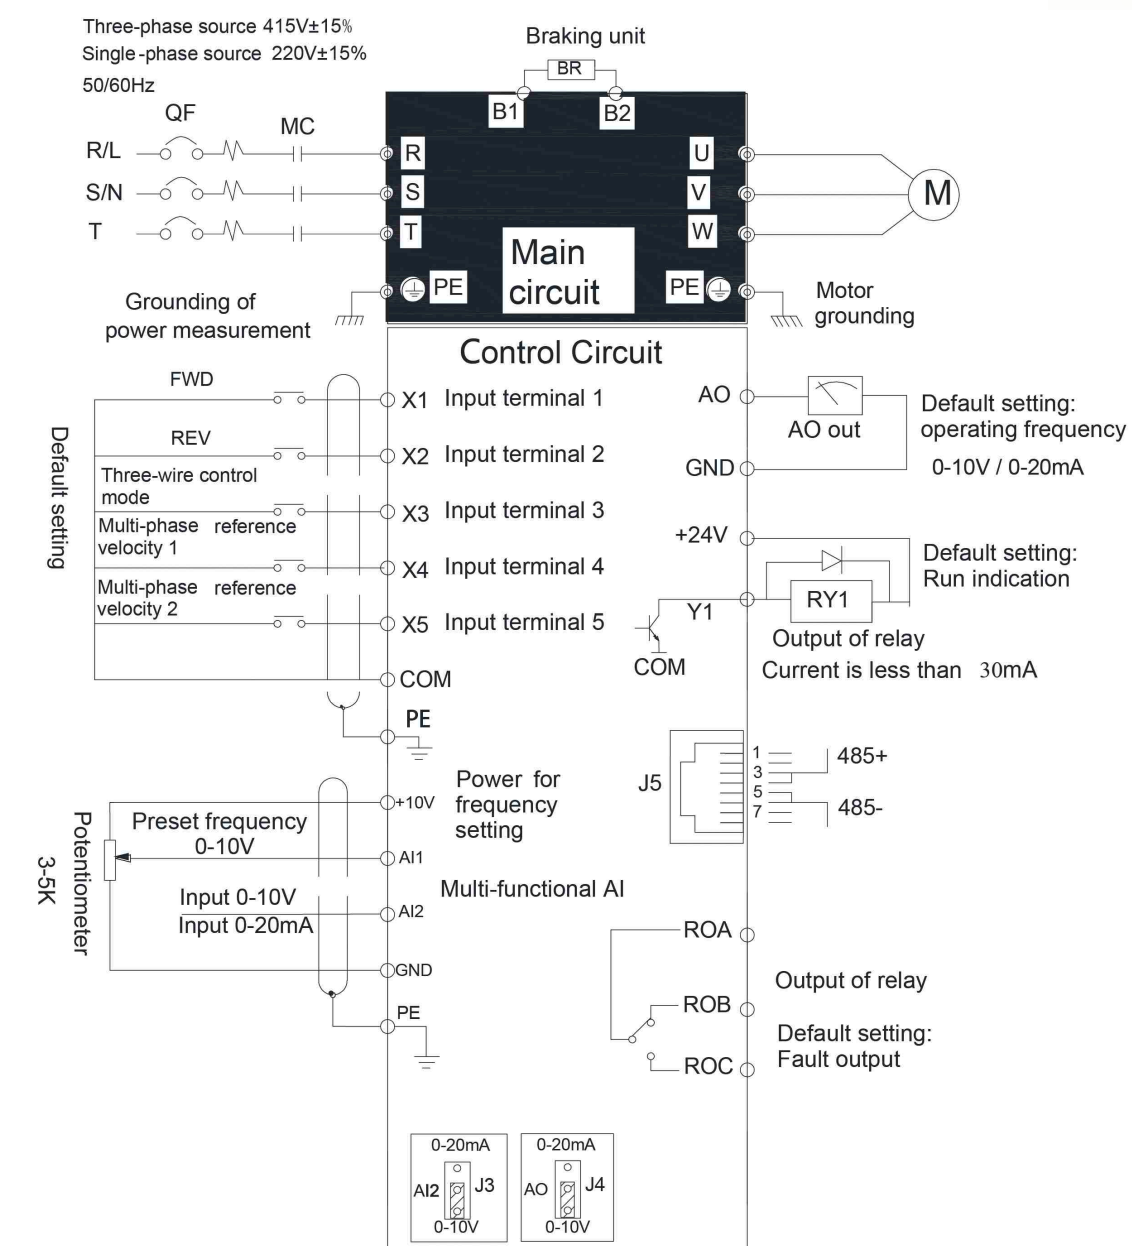 Three-phase source 415V±15%
Single-phase source 220V±15%
50/60Hz
Braking unit
BR
B1
B2
QF
MC
R/L
R
U
S/N
S
V
M
T
T
W
Main
circuit
PE
PE
Grounding of
power measurement
Motor
grounding
Control Circuit
Default setting
FWD
X1 Input terminal 1
REV
X2 Input terminal 2
Three-wire control
mode
X3 Input terminal 3
Multi-phase reference
velocity 1
X4 Input terminal 4
Multi-phase reference
velocity 2
X5 Input terminal 5
COM
PE
AO
AO out
GND
Default setting:
operating frequency
0-10V / 0-20mA
+24V
Y1
RY1
COM
Default setting:
Run indication
Output of relay
Current is less than 30mA
J5
1
3
5
7
485+
485-
Potentiometer
3-5K
+10V
Power for
frequency
setting
Preset frequency
0-10V
AI1
Multi-functional AI
Input 0-10V
Input 0-20mA
AI2
GND
PE
ROA
ROB
ROC
Output of relay
Default setting:
Fault output
0-20mA
AI2
J3
0-10V
0-20mA
AO
J4
0-10V